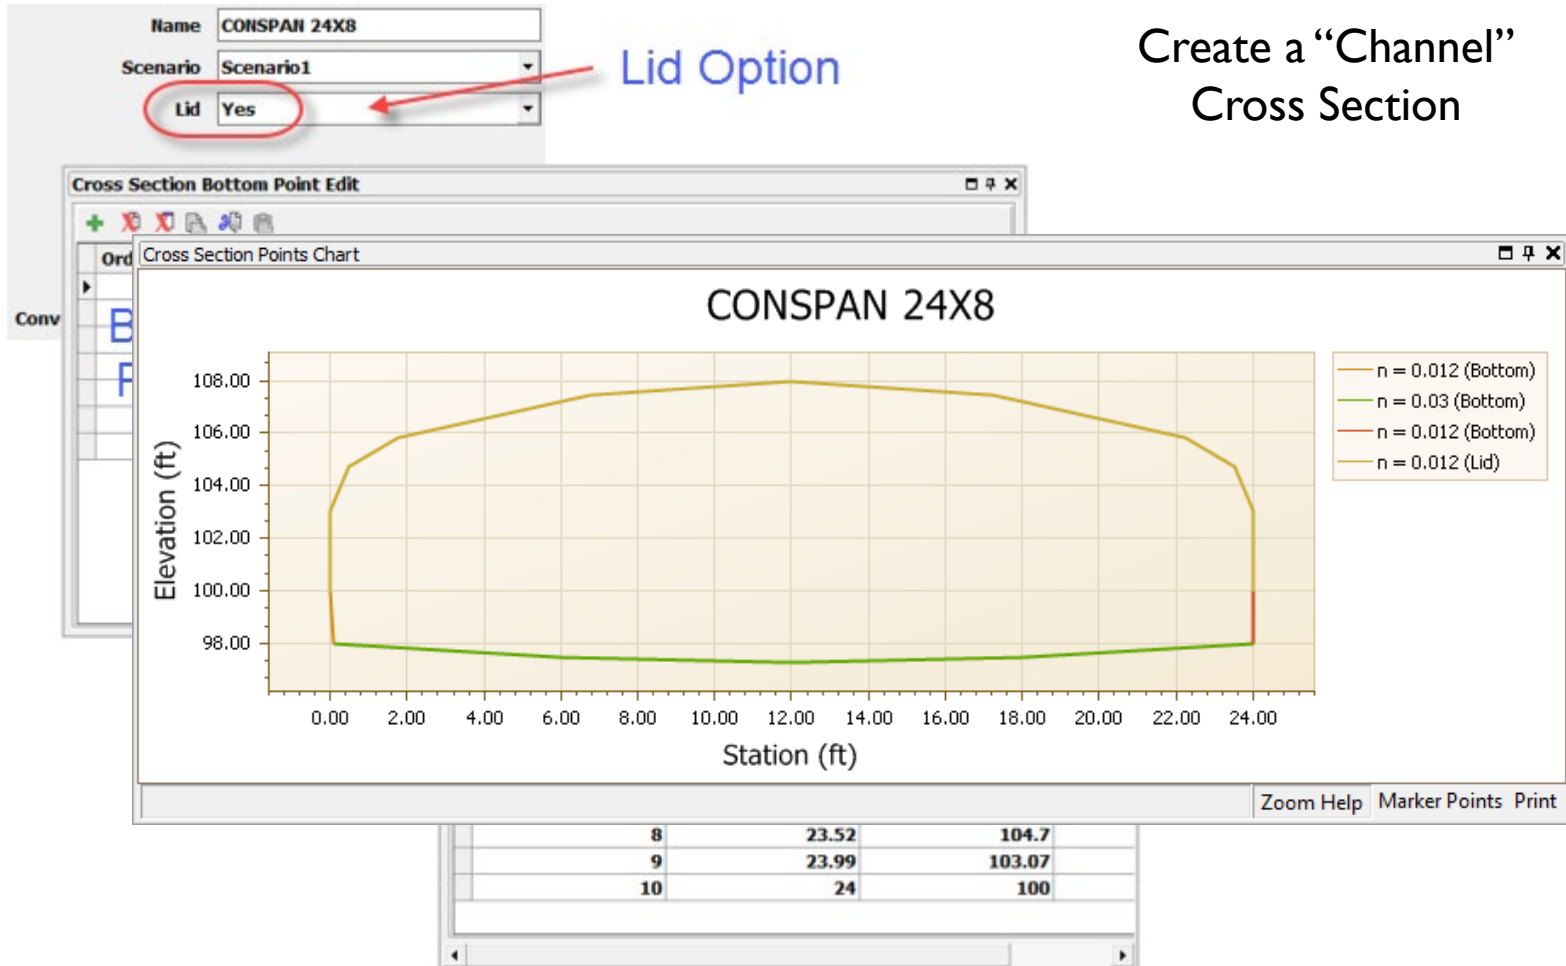 Name CONSPAN 24X8
Scenario Scenario1
Lid Yes
Lid Option
Create a “Channel”
Cross Section
Cross Section Bottom Point Edit
Cross Section Points Chart
CONSPAN 24X8
108.00
106.00
104.00
102.00
100.00
98.00
Elevation (ft)
0.00 2.00 4.00 6.00 8.00 10.00 12.00 14.00 16.00 18.00 20.00 22.00 24.00
Station (ft)
n = 0.012 (Bottom)
n = 0.03 (Bottom)
n = 0.012 (Bottom)
n = 0.012 (Lid)
Zoom Help Marker Points Print
8 23.52 104.7
9 23.99 103.07
10 24 100